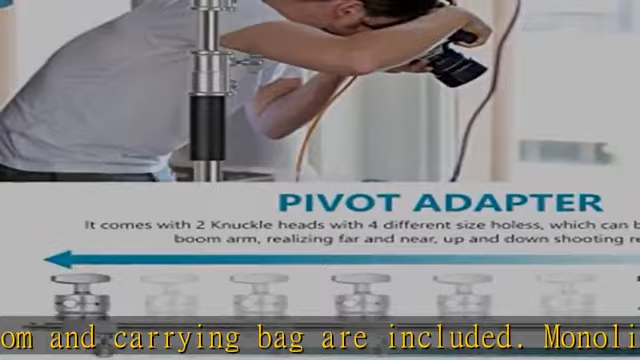 PIVOT ADAPTER
It comes with 2 Knuckle heads with 4 different size holess, which can
boom arm, realizing far and near, up and down shooting
om and carrying bag are included. Monoli